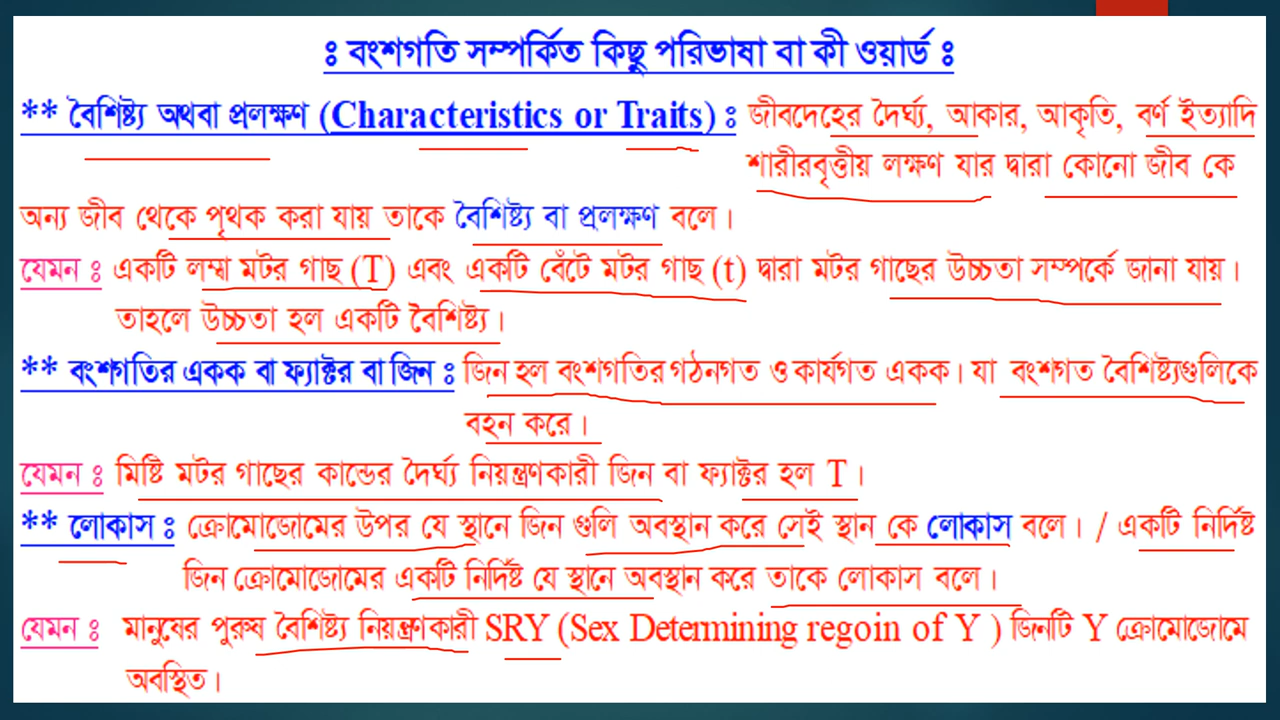 ঃ বংশগতি সম্পর্কিত কিছু পরিভাষা বা কী ওয়ার্ড ঃ
** বৈশিষ্ট্য অথবা প্রলক্ষণ (Characteristics or Traits) ঃ জীবদেহের দৈর্ঘ্য, আকার, আকৃতি, বর্ণ ইত্যাদি
শারীরবৃত্তীয় লক্ষণ যার দ্বারা কোনো জীব কে
অন্য জীব থেকে পৃথক করা যায় তাকে বৈশিষ্ট্য বা প্রলক্ষণ বলে।
যেমন ঃ একটি লম্বা মটর গাছ (T) এবং একটি বেঁটে মটর গাছ (t) দ্বারা মটর গাছের উচ্চতা সম্পর্কে জানা যায়।
তাহলে উচ্চতা হল একটি বৈশিষ্ট্য।
** বংশগতির একক বা ফ্যাক্টর বা জিন ঃ জিন হল বংশগতির গঠনগত ও কার্যগত একক। যা বংশগত বৈশিষ্ট্যগুলিকে
বহন করে।
যেমন ঃ মিষ্টি মটর গাছের কান্ডের দৈর্ঘ্য নিয়ন্ত্রণকারী জিন বা ফ্যাক্টর হল T।
** লোকাস ঃ ক্রোমোজোমের উপর যে স্থানে জিন গুলি অবস্থান করে সেই স্থান কে লোকাস বলে। / একটি নির্দিষ্ট
জিন ক্রোমোজোমের একটি নির্দিষ্ট যে স্থানে অবস্থান করে তাকে লোকাস বলে।
যেমন ঃ মানুষের পুরুষ বৈশিষ্ট্য নিয়ন্ত্রণকারী SRY (Sex Determining regoin of Y ) জিনটি Y ক্রোমোজোমে
অবস্থিত।